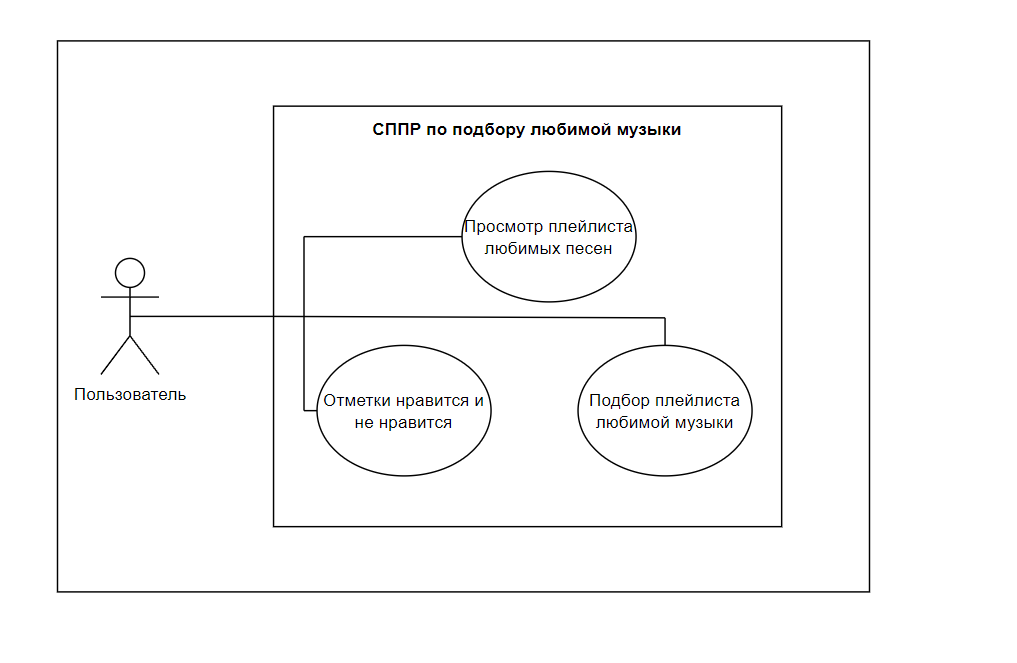 СППР по подбору любимой музыки
Просмотр плейлиста
любимых песен
Пользователь
Отметки нравится и
не нравится
Подбор плейлиста
любимой музыки